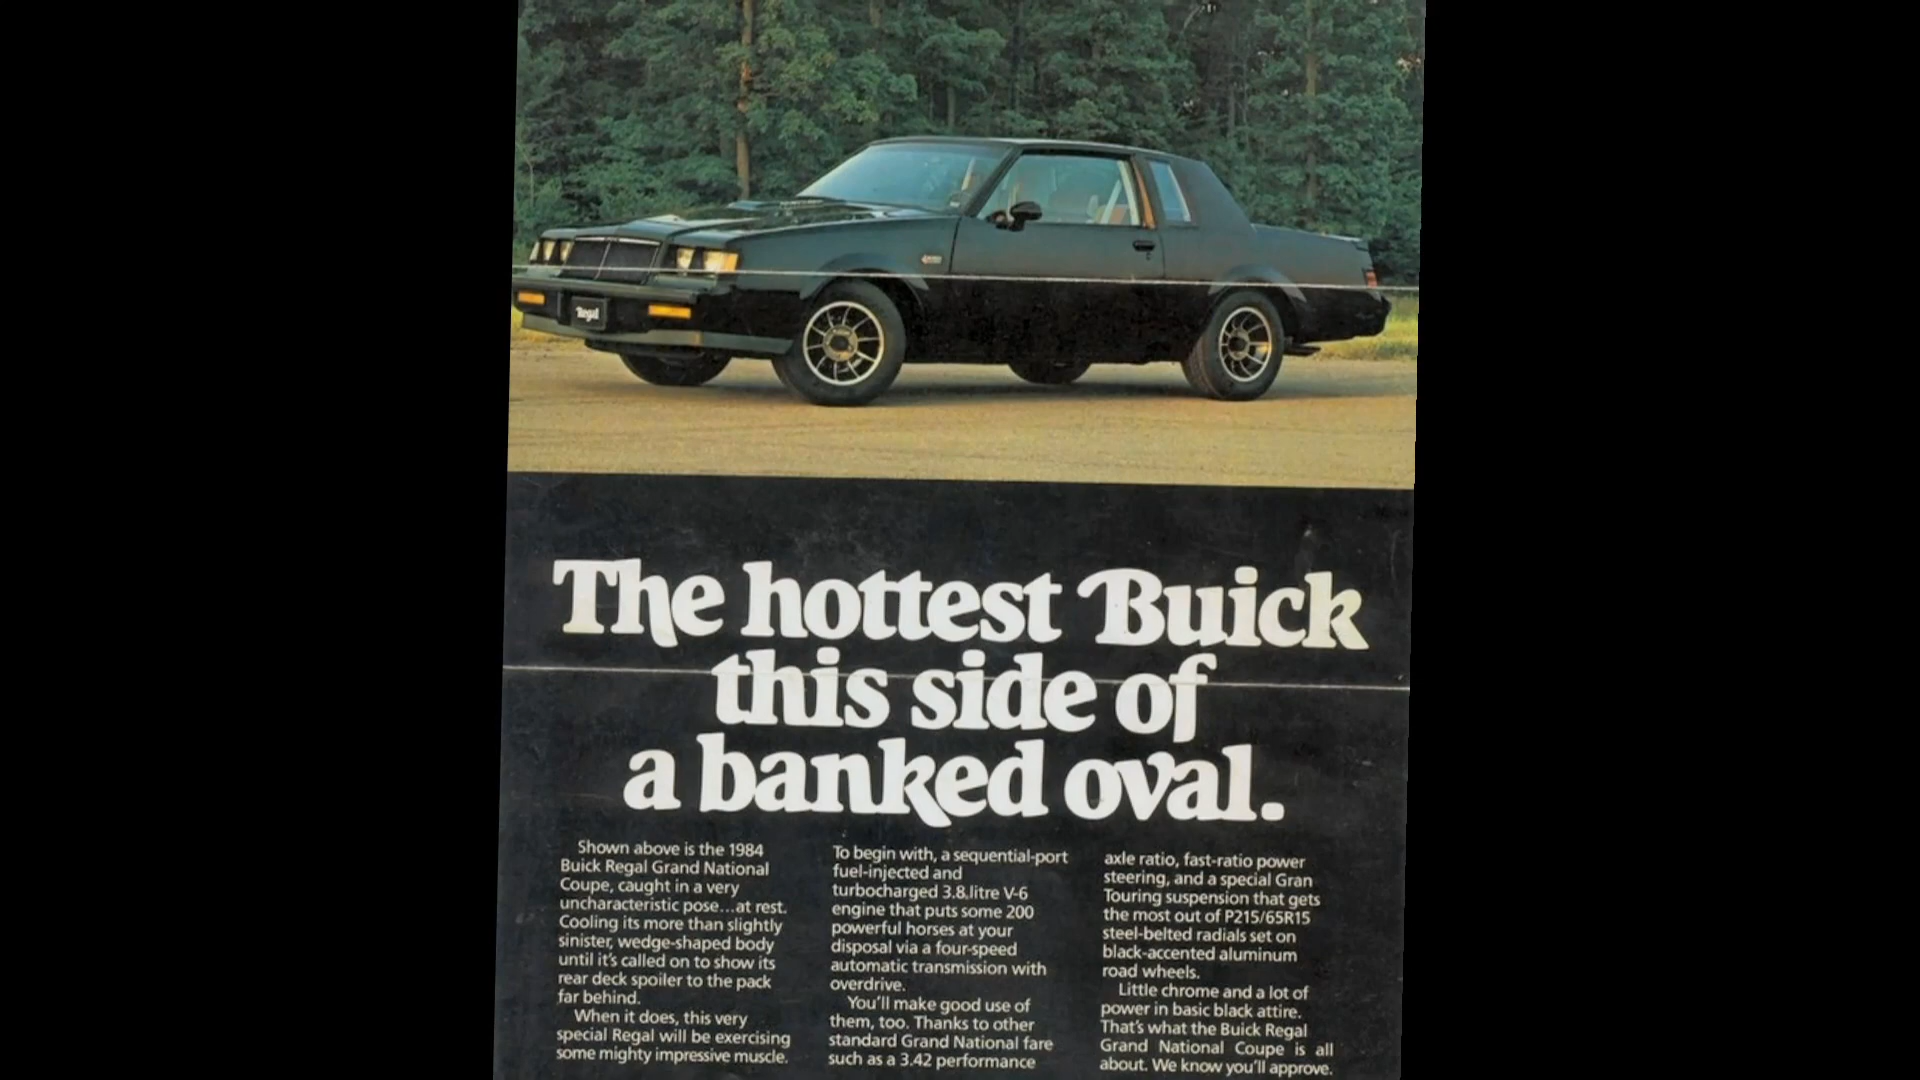 Regal
The hottest Buick
this side of
a banked oval.
Shown above is the 1984
Buick Regal Grand National
Coupe, caught in a very
uncharacteristic pose...at rest.
Cooling its more than slightly
sinister, wedge-shaped body
until it's called on to show its
rear deck spoiler to the pack
far behind.
When it does, this very
special Regal will be exercising
some mighty impressive muscle.
To begin with, a sequential-port
fuel-injected and
turbocharged 3.8 litre V-6
engine that puts some 200
powerful horses at your
disposal via a four-speed
automatic transmission with
overdrive.
You'll make good use of
them, too. Thanks to other
standard Grand National fare
such as a 3.42 performance
axle ratio, fast-ratio power
steering, and a special Gran
Touring suspension that gets
the most out of P215/65R15
steel-belted radials set on
black-accented aluminum
road wheels.
Little chrome and a lot of
power in basic black attire.
That's what the Buick Regal
Grand National Coupe is all
about. We know you'll approve.